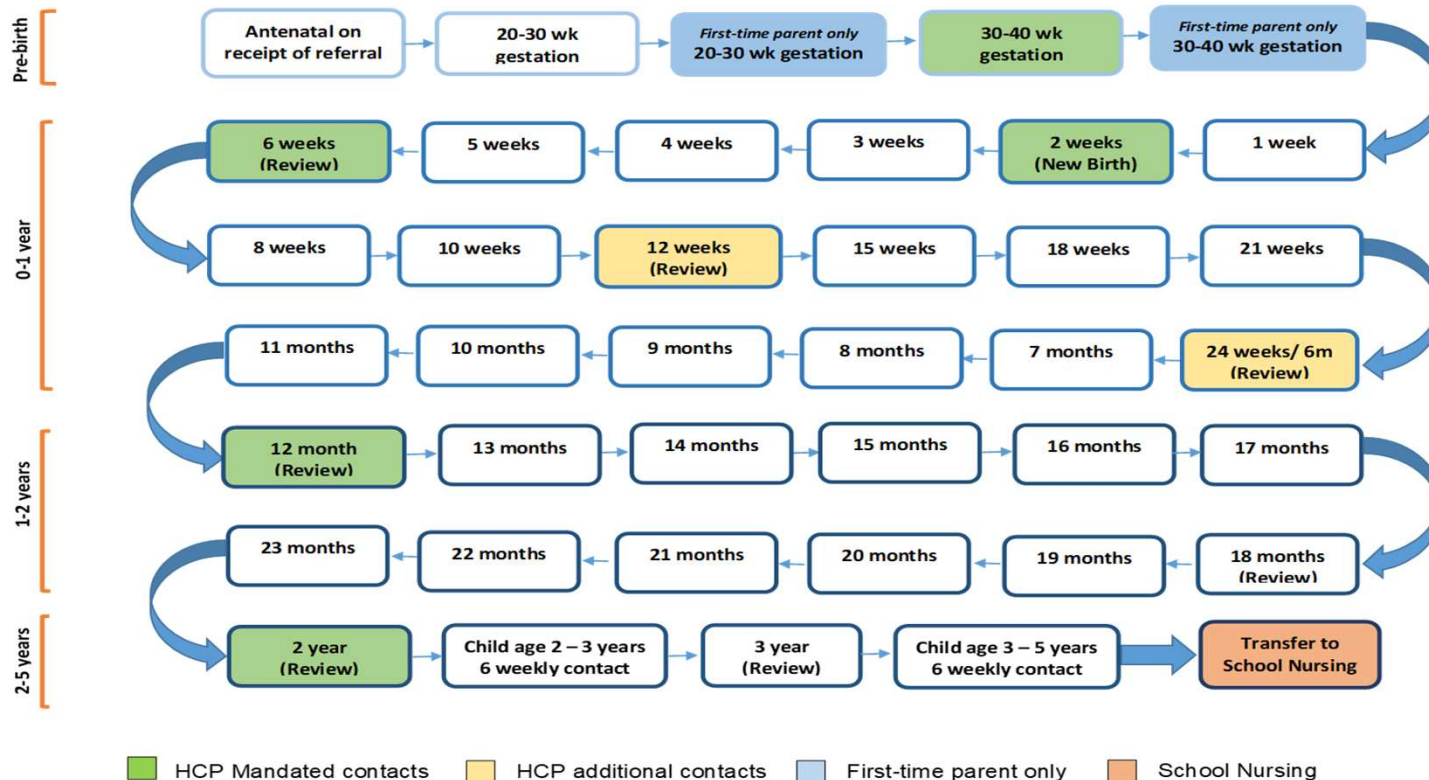 Pre-birth
Antenatal on
receipt of referral
20-30 wk
gestation
First-time parent only
20-30 wk gestation
30-40 wk
gestation
First-time parent only
30-40 wk gestation
0-1 year
1 week
2 weeks
(New Birth)
3 weeks
4 weeks
5 weeks
6 weeks
(Review)
8 weeks
10 weeks
12 weeks
(Review)
15 weeks
18 weeks
21 weeks
24 weeks/ 6m
(Review)
7 months
8 months
9 months
10 months
11 months
1-2 years
12 month
(Review)
13 months
14 months
15 months
16 months
17 months
18 months
(Review)
19 months
20 months
21 months
22 months
23 months
2-5 years
2 year
(Review)
Child age 2 – 3 years
6 weekly contact
3 year
(Review)
Child age 3 – 5 years
6 weekly contact
Transfer to
School Nursing
HCP Mandated contacts
HCP additional contacts
First-time parent only
School Nursing